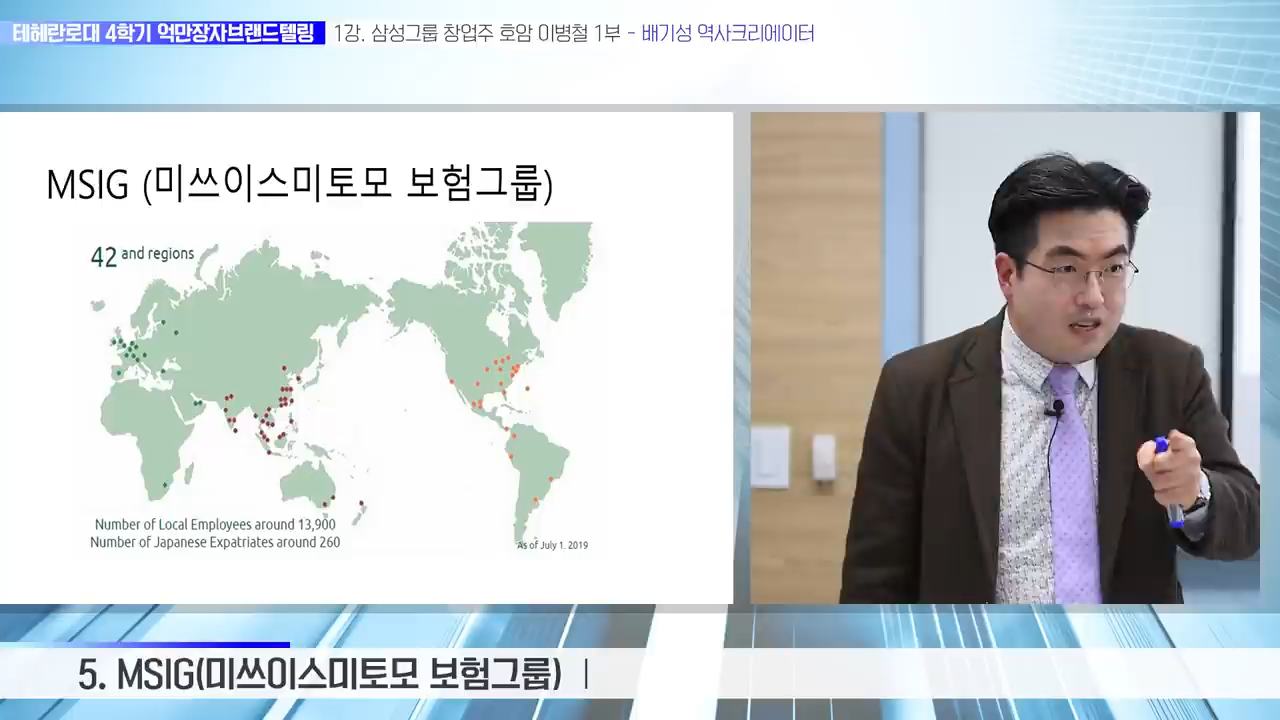 테헤란로대 4학기 억만장자브랜드텔링 1강. 삼성그룹 창업주 호암 이병철 1부 - 배기성 역사크리에이터
MSIG (미쓰이스미토모 보험그룹)
42 and regions
Number of Local Employees around 13,900
Number of Japanese Expatriates around 260
As of July 1. 2019
5. MSIG(미쓰이스미토모 보험그룹)